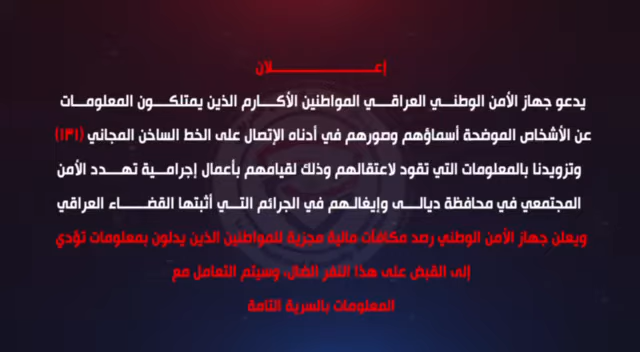 إعـــــــــــــــــلان
يدعو جهاز الأمن الوطنـي العراقـي المواطنين الأكـارم الذين يمتلكـون المعلومـات
عن الأشخاص الموضحة أسماؤهم وصورهم في أدناه الإتصال على الخط الساخن المجاني (١٣١)
وتزويدنا بالمعلومات التي تقود لاعتقالهم وذلك لقيامهم بأعمال إجراميـة تهـدد الأمن
المجتمعي في محافظة ديالـى وإيغالـهم في الجرائم التـي أثبتها القضـاء العراقي
ويعلن جهاز الأمن الوطني رصد مكافآت مالية مجزية للمواطنين الذين يدلون بمعلومات تؤدي
إلى القبض على هذا النفر الضال، وسيتم التعامل مع
المعلومات بالسرية التامة